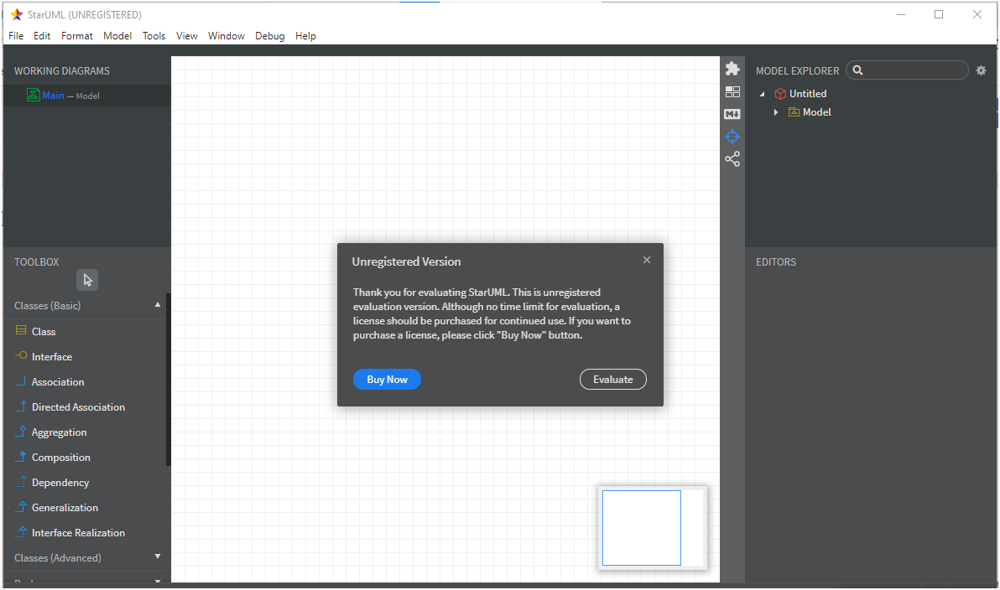 StarUML (UNREGISTERED)
File Edit Format Model Tools View Window Debug Help
WORKING DIAGRAMS
Main — Model
TOOLBOX
Classes (Basic)
Class
Interface
Association
Directed Association
Aggregation
Composition
Dependency
Generalization
Interface Realization
Classes (Advanced)
Unregistered Version
Thank you for evaluating StarUML. This is unregistered
evaluation version. Although no time limit for evaluation, a
license should be purchased for continued use. If you want to
purchase a license, please click "Buy Now" button.
Buy Now Evaluate
M
MODEL EXPLORER
Untitled
Model
EDITORS